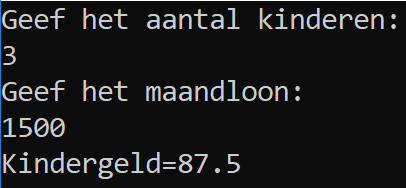 Geef het aantal kinderen:
3
Geef het maandloon:
1500
Kindergeld=87.5